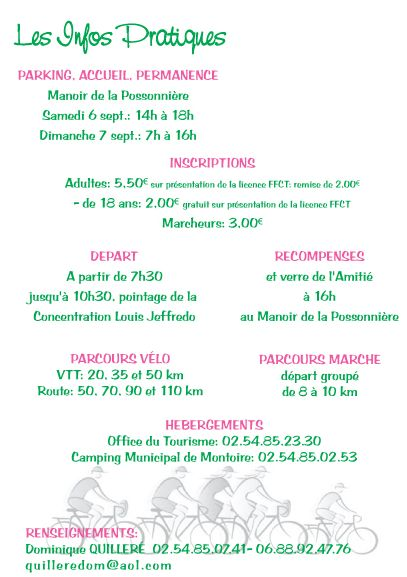 Les Infos Pratiques
PARKING, ACCUEIL, PERMANENCE
Manoir de la Possonnière
Samedi 6 sept.: 14h à 18h
Dimanche 7 sept.: 7h à 16h
INSCRIPTIONS
Adultes: 5,50€ sur présentation de la licence FFCT: remise de 2,00€
- de 18 ans: 2,00€ gratuit sur présentation de la licence FFCT
Marcheurs: 3,00€
DEPART
A partir de 7h30
jusqu'à 10h30, pointage de la
Concentration Louis Jeffredo
RECOMPENSES
et verre de l'Amitié
à 16h
au Manoir de la Possonnière
PARCOURS VÉLO
VTT: 20, 35 et 50 km
Route: 50, 70, 90 et 110 km
PARCOURS MARCHE
départ groupé
de 8 à 10 km
HEBERGEMENTS
Office du Tourisme: 02.54.85.23.30
Camping Municipal de Montoire: 02.54.85.02.53
RENSEIGNEMENTS:
Dominique QUILLERÉ 02.54.85.07.41- 06.88.92.47.76
quilleredom@aol.com